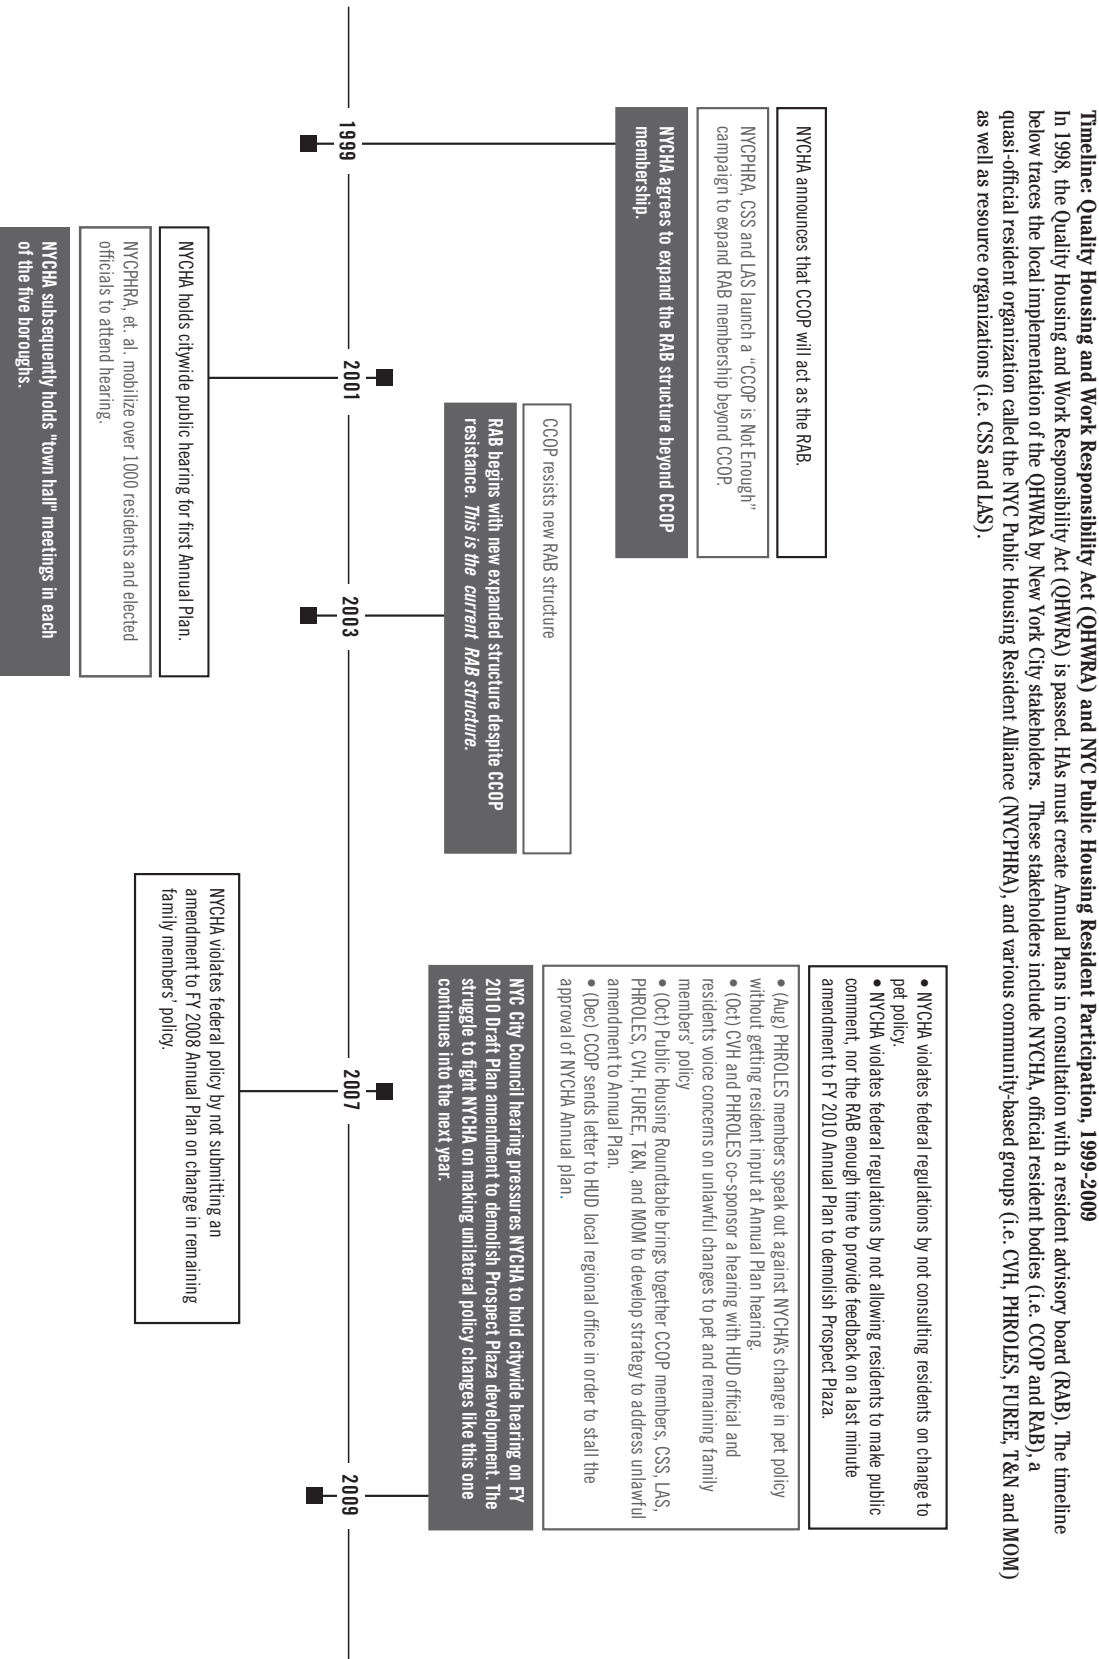 Timeline: Quality Housing and Work Responsibility Act (QHWRA) and NYC Public Housing Resident Participation, 1999-2009
In 1998, the Quality Housing and Work Responsibility Act (QHWRA) is passed. HAs must create Annual Plans in consultation with a resident advisory board (RAB). The timeline
below traces the local implementation of the QHWRA by New York City stakeholders. These stakeholders include NYCHA, official resident bodies (i.e. CCOP and RAB), a
quasi-official resident organization called the NYC Public Housing Resident Alliance (NYCPHRA), and various community-based groups (i.e. CVH, PHROLES, FUREE, T&N and MOM)
as well as resource organizations (i.e. CSS and LAS).
NYCHA announces that CCOP will act as the RAB.
NYCPHRA, CSS and LAS launch a “CCOP is Not Enough”
campaign to expand RAB membership beyond CCOP.
NYCHA agrees to expand the RAB structure beyond CCOP
membership.
1999
2001
NYCHA holds citywide public hearing for first Annual Plan.
NYCPHRA, et. al. mobilize over 1000 residents and elected
officials to attend hearing.
NYCHA subsequently holds "town hall" meetings in each
of the five boroughs.
CCOP resists new RAB structure
RAB begins with new expanded structure despite CCOP
resistance. This is the current RAB structure.
2003
2007
NYCHA violates federal policy by not submitting an
amendment to FY 2008 Annual Plan on change in remaining
family members’ policy.
• NYCHA violates federal regulations by not consulting residents on change to
pet policy.
• NYCHA violates federal regulations by not allowing residents to make public
comment, nor the RAB enough time to provide feedback on a last minute
amendment to FY 2010 Annual Plan to demolish Prospect Plaza.
• (Aug) PHROLES members speak out against NYCHA's change in pet policy
without getting resident input at Annual Plan hearing.
• (Oct) CVH and PHROLES co-sponsor a hearing with HUD official and
residents voice concerns on unlawful changes to pet and remaining family
members’ policy
• (Oct) Public Housing Roundtable brings together CCOP members, CSS, LAS,
PHROLES, CVH, FUREE, T&N, and MOM to develop strategy to address unlawful
amendment to Annual Plan.
• (Dec) CCOP sends letter to HUD local regional office in order to stall the
approval of NYCHA Annual plan.
NYC City Council hearing pressures NYCHA to hold citywide hearing on FY
2010 Draft Plan amendment to demolish Prospect Plaza development. The
struggle to fight NYCHA on making unilateral policy changes like this one
continues into the next year.
2009